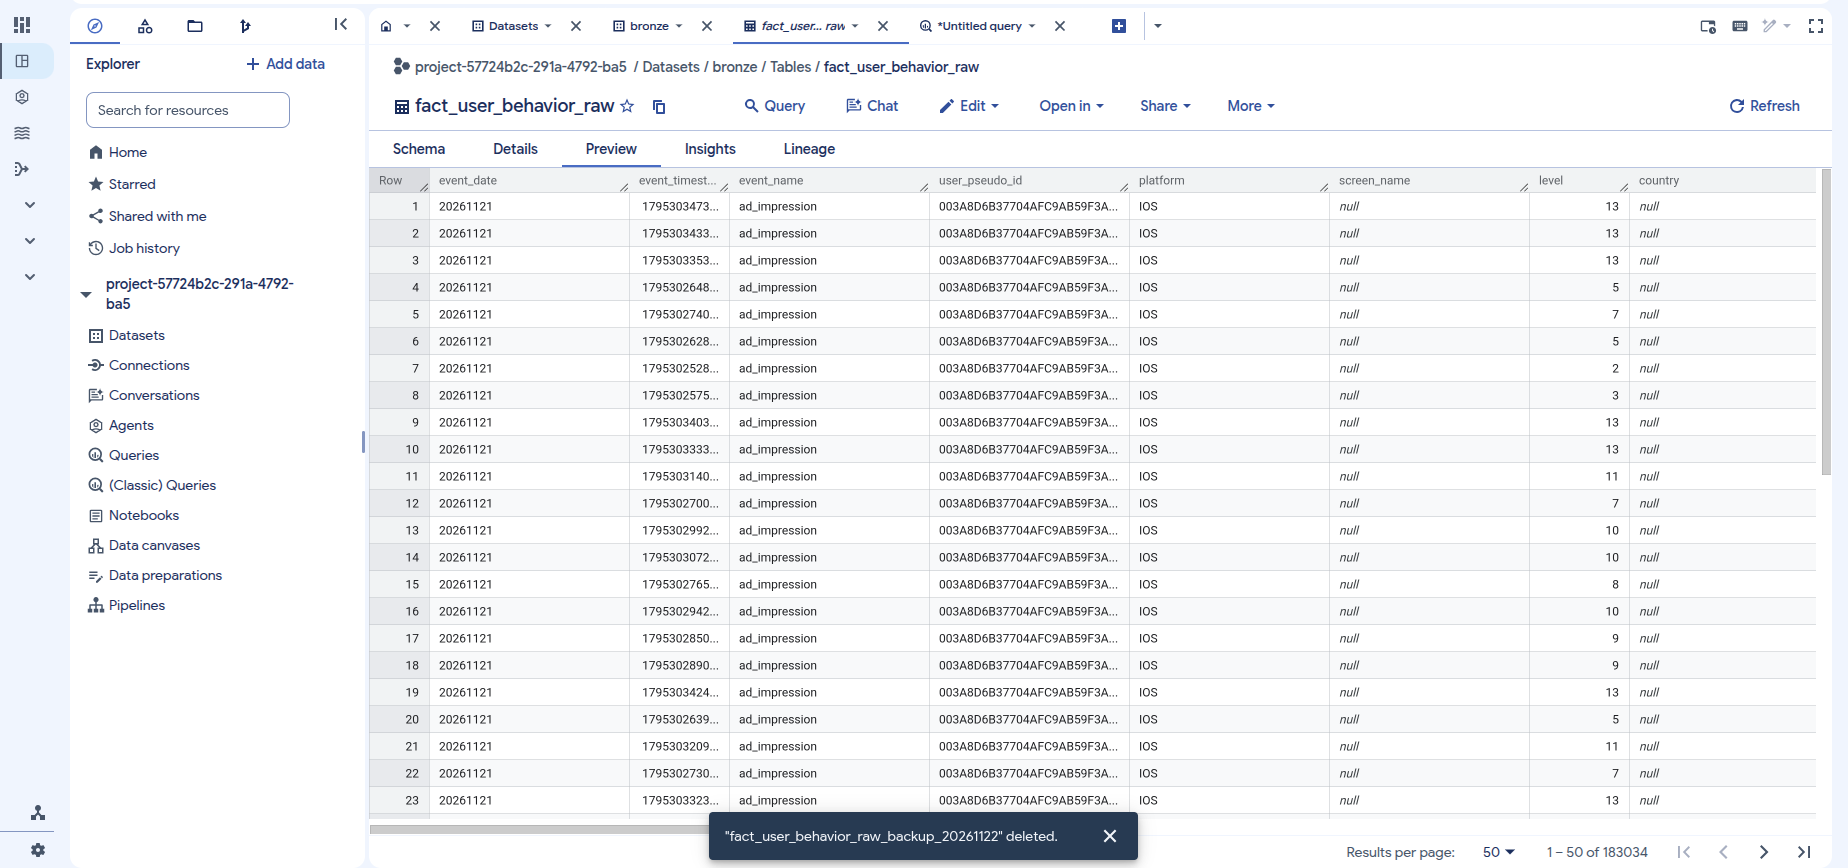 Datasets
bronze
fact_user... raw
*Untitled query
Explorer
Add data
Search for resources
Home
Starred
Shared with me
Job history
project-57724b2c-291a-4792-
ba5
Datasets
Connections
Conversations
Agents
Queries
(Classic) Queries
Notebooks
Data canvases
Data preparations
Pipelines
project-57724b2c-291a-4792-ba5 / Datasets / bronze / Tables / fact_user_behavior_raw
fact_user_behavior_raw Query Chat Edit Open in Share More Refresh
Schema Details Preview Insights Lineage
Row event_date event_timest... event_name user_pseudo_id platform screen_name level country
1 20261121 1795303473... ad_impression 003A8D6B37704AFC9AB59F3A... IOS null 13 null
2 20261121 1795303433... ad_impression 003A8D6B37704AFC9AB59F3A... IOS null 13 null
3 20261121 1795303353... ad_impression 003A8D6B37704AFC9AB59F3A... IOS null 13 null
4 20261121 1795302648... ad_impression 003A8D6B37704AFC9AB59F3A... IOS null 5 null
5 20261121 1795302740... ad_impression 003A8D6B37704AFC9AB59F3A... IOS null 7 null
6 20261121 1795302628... ad_impression 003A8D6B37704AFC9AB59F3A... IOS null 5 null
7 20261121 1795302528... ad_impression 003A8D6B37704AFC9AB59F3A... IOS null 2 null
8 20261121 1795302575... ad_impression 003A8D6B37704AFC9AB59F3A... IOS null 3 null
9 20261121 1795303403... ad_impression 003A8D6B37704AFC9AB59F3A... IOS null 13 null
10 20261121 1795303333... ad_impression 003A8D6B37704AFC9AB59F3A... IOS null 13 null
11 20261121 1795303140... ad_impression 003A8D6B37704AFC9AB59F3A... IOS null 11 null
12 20261121 1795302700... ad_impression 003A8D6B37704AFC9AB59F3A... IOS null 7 null
13 20261121 1795302992... ad_impression 003A8D6B37704AFC9AB59F3A... IOS null 10 null
14 20261121 1795303072... ad_impression 003A8D6B37704AFC9AB59F3A... IOS null 10 null
15 20261121 1795302765... ad_impression 003A8D6B37704AFC9AB59F3A... IOS null 8 null
16 20261121 1795302942... ad_impression 003A8D6B37704AFC9AB59F3A... IOS null 10 null
17 20261121 1795302850... ad_impression 003A8D6B37704AFC9AB59F3A... IOS null 9 null
18 20261121 1795302890... ad_impression 003A8D6B37704AFC9AB59F3A... IOS null 9 null
19 20261121 1795303424... ad_impression 003A8D6B37704AFC9AB59F3A... IOS null 13 null
20 20261121 1795302639... ad_impression 003A8D6B37704AFC9AB59F3A... IOS null 5 null
21 20261121 1795303209... ad_impression 003A8D6B37704AFC9AB59F3A... IOS null 11 null
22 20261121 1795302730... ad_impression 003A8D6B37704AFC9AB59F3A... IOS null 7 null
23 20261121 1795303323... ad_impression 003A8D6B37704AFC9AB59F3A... IOS null 13 null
"fact_user_behavior_raw_backup_20261122" deleted.
Results per page: 50 1 – 50 of 183034